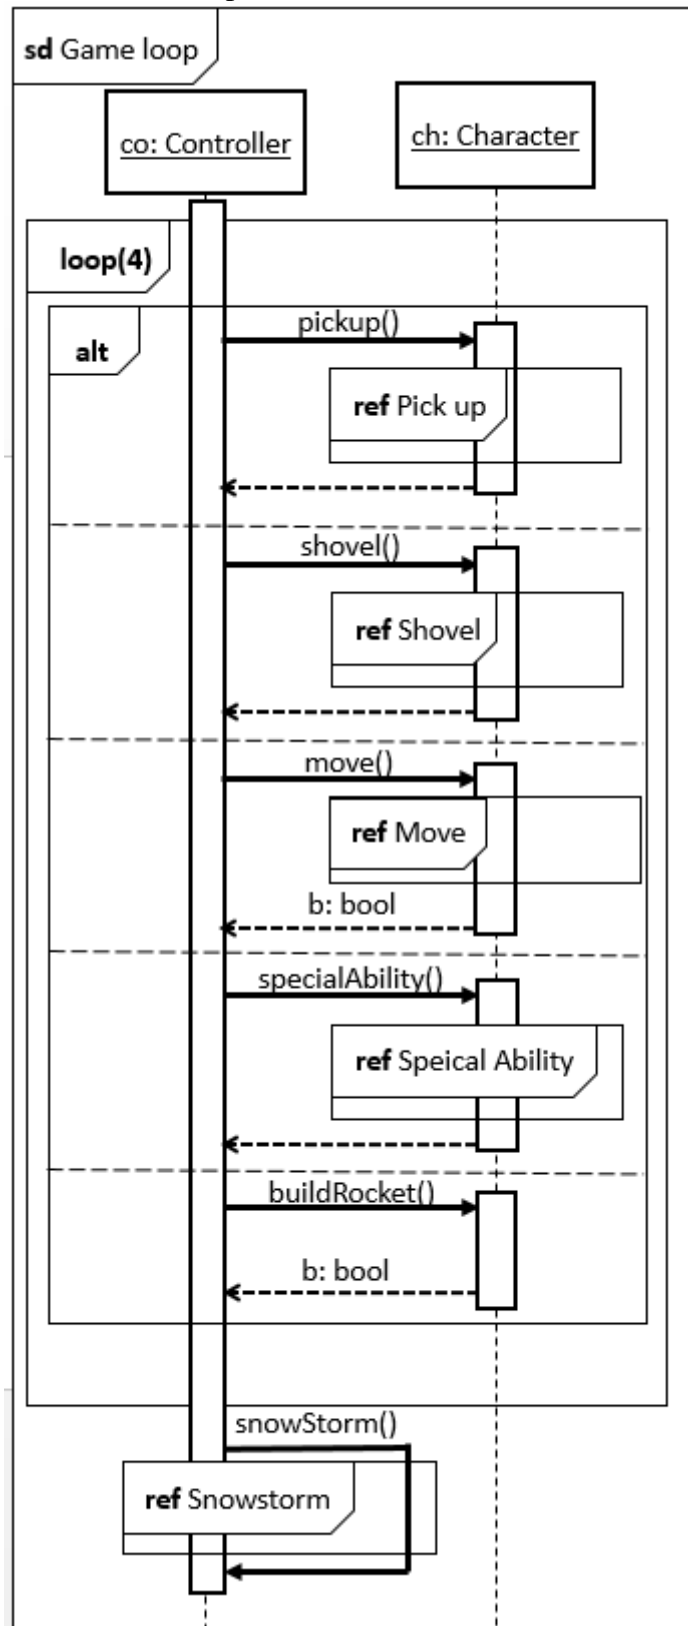 sd Game loop
co: Controller
ch: Character
loop(4)
alt
pickup()
ref Pick up
shovel()
ref Shovel
move()
ref Move
b: bool
specialAbility()
ref Speical Ability
buildRocket()
b: bool
snowStorm()
ref Snowstorm